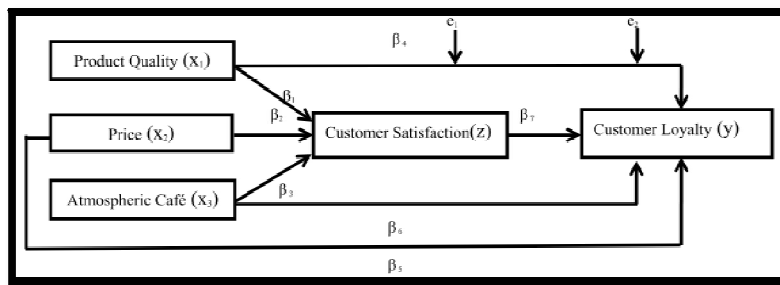 e₁
e₂
β₄
Product Quality (x₁)
β₁
β₂
β₇
Price (x₂)
Customer Satisfaction(z)
Customer Loyalty (y)
β₃
Atmospheric Café (x₃)
β₆
β₅